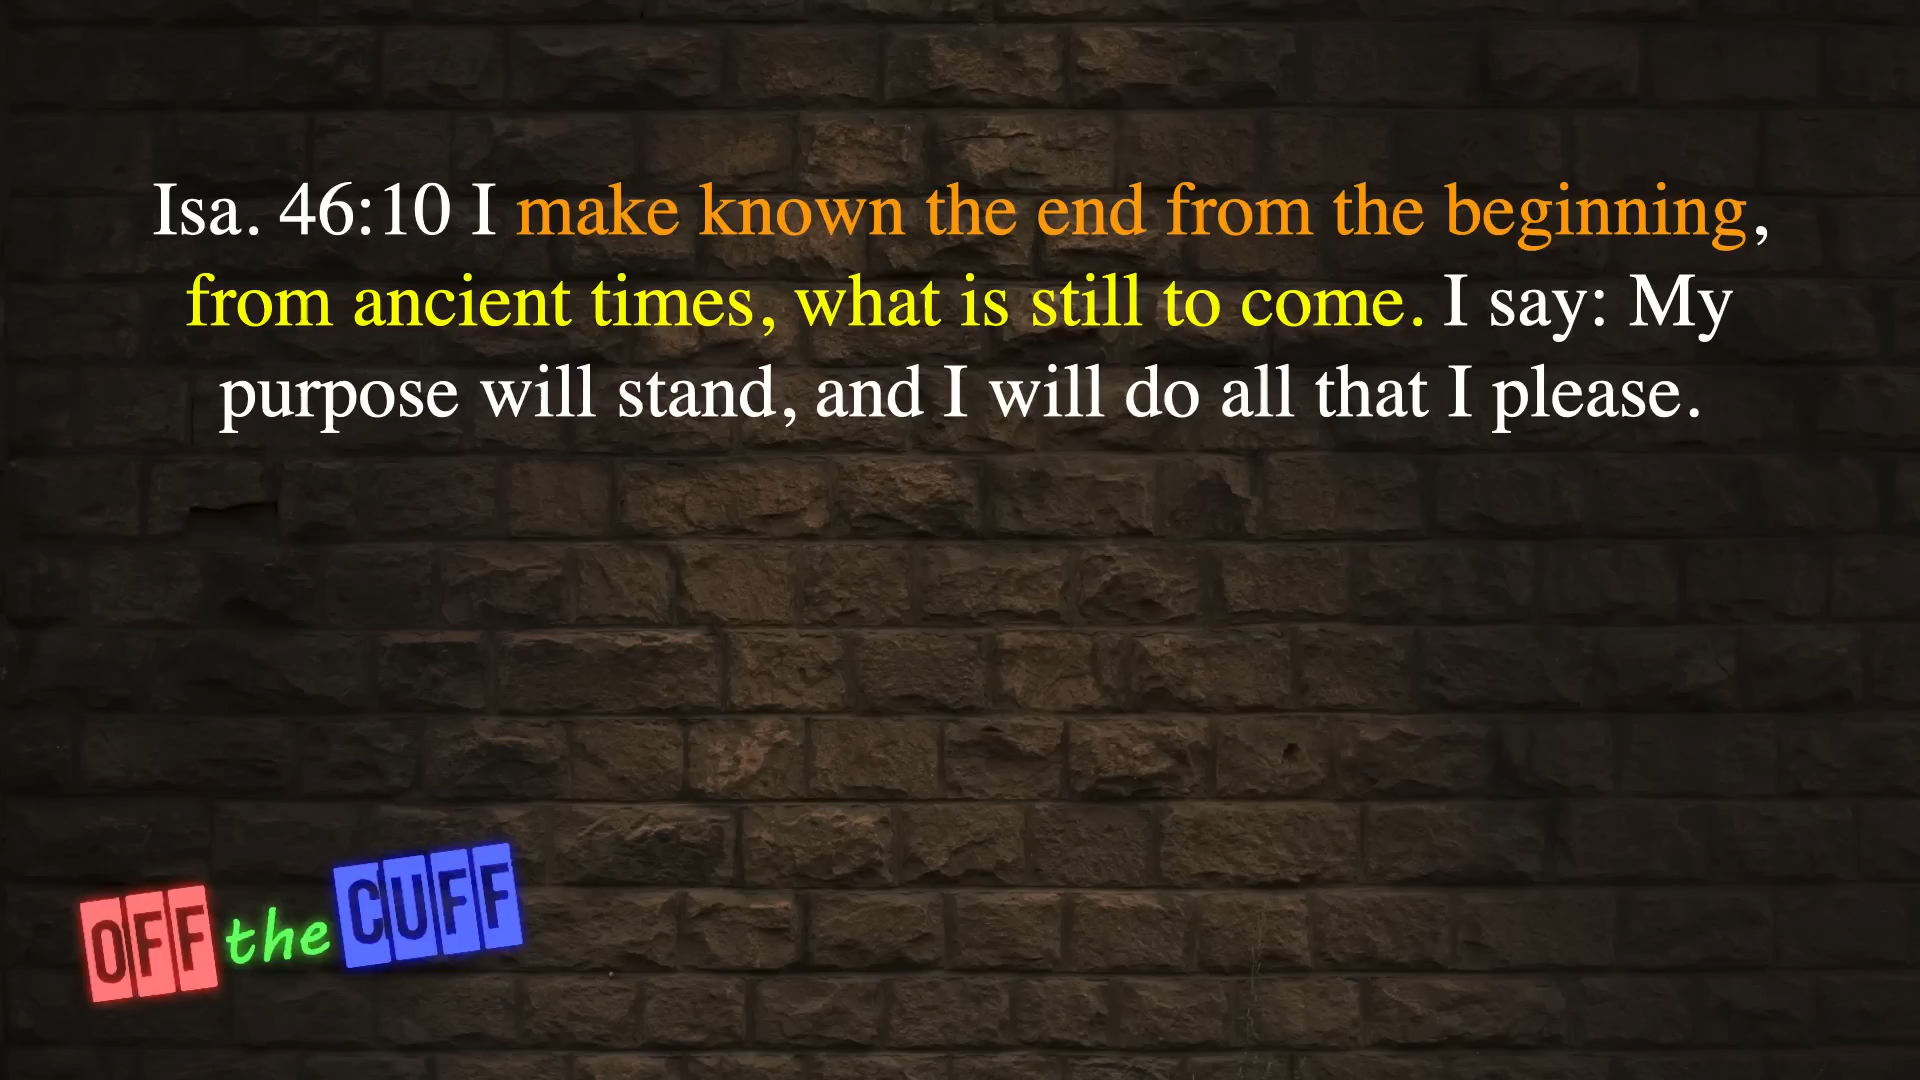 Isa. 46:10 I make known the end from the beginning,
from ancient times, what is still to come. I say: My
purpose will stand, and I will do all that I please.
OFF the CUFF